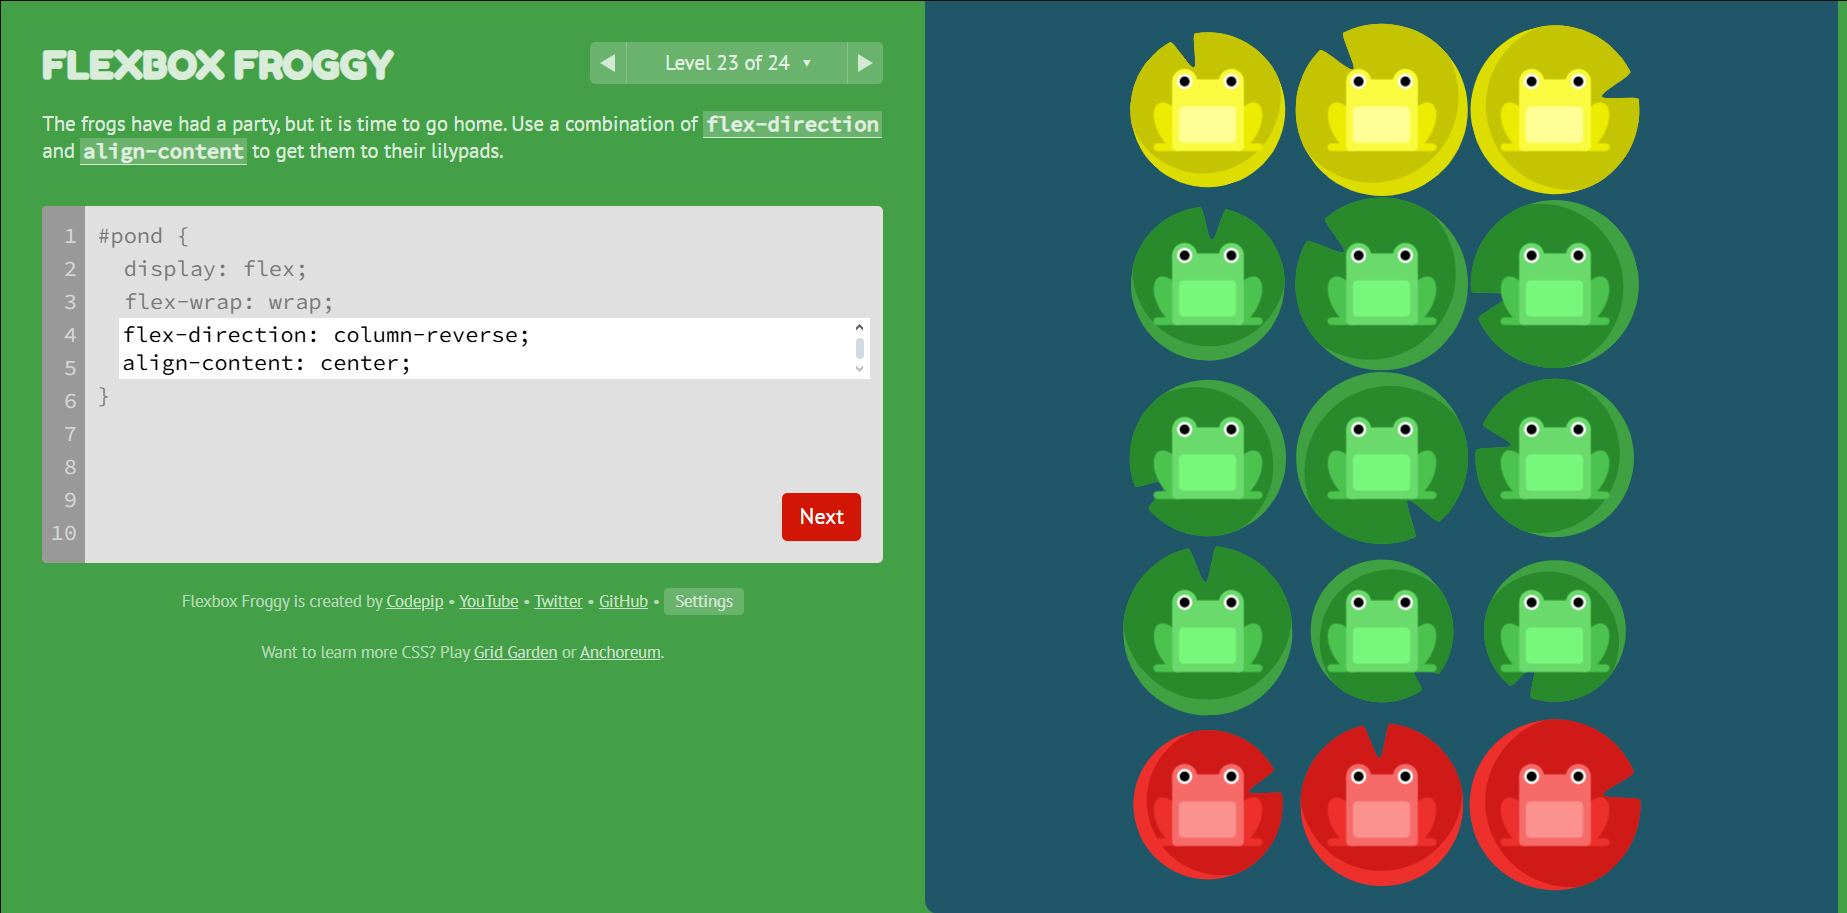 FLEXBOX FROGGY
Level 23 of 24 ▼
The frogs have had a party, but it is time to go home. Use a combination of flex-direction
and align-content to get them to their lilypads.
1 #pond {
2 display: flex;
3 flex-wrap: wrap;
4 flex-direction: column-reverse;
5 align-content: center;
6 }
7
8
9
10
Next
Flexbox Froggy is created by Codepip • YouTube • Twitter • GitHub • Settings
Want to learn more CSS? Play Grid Garden or Anchoreum.